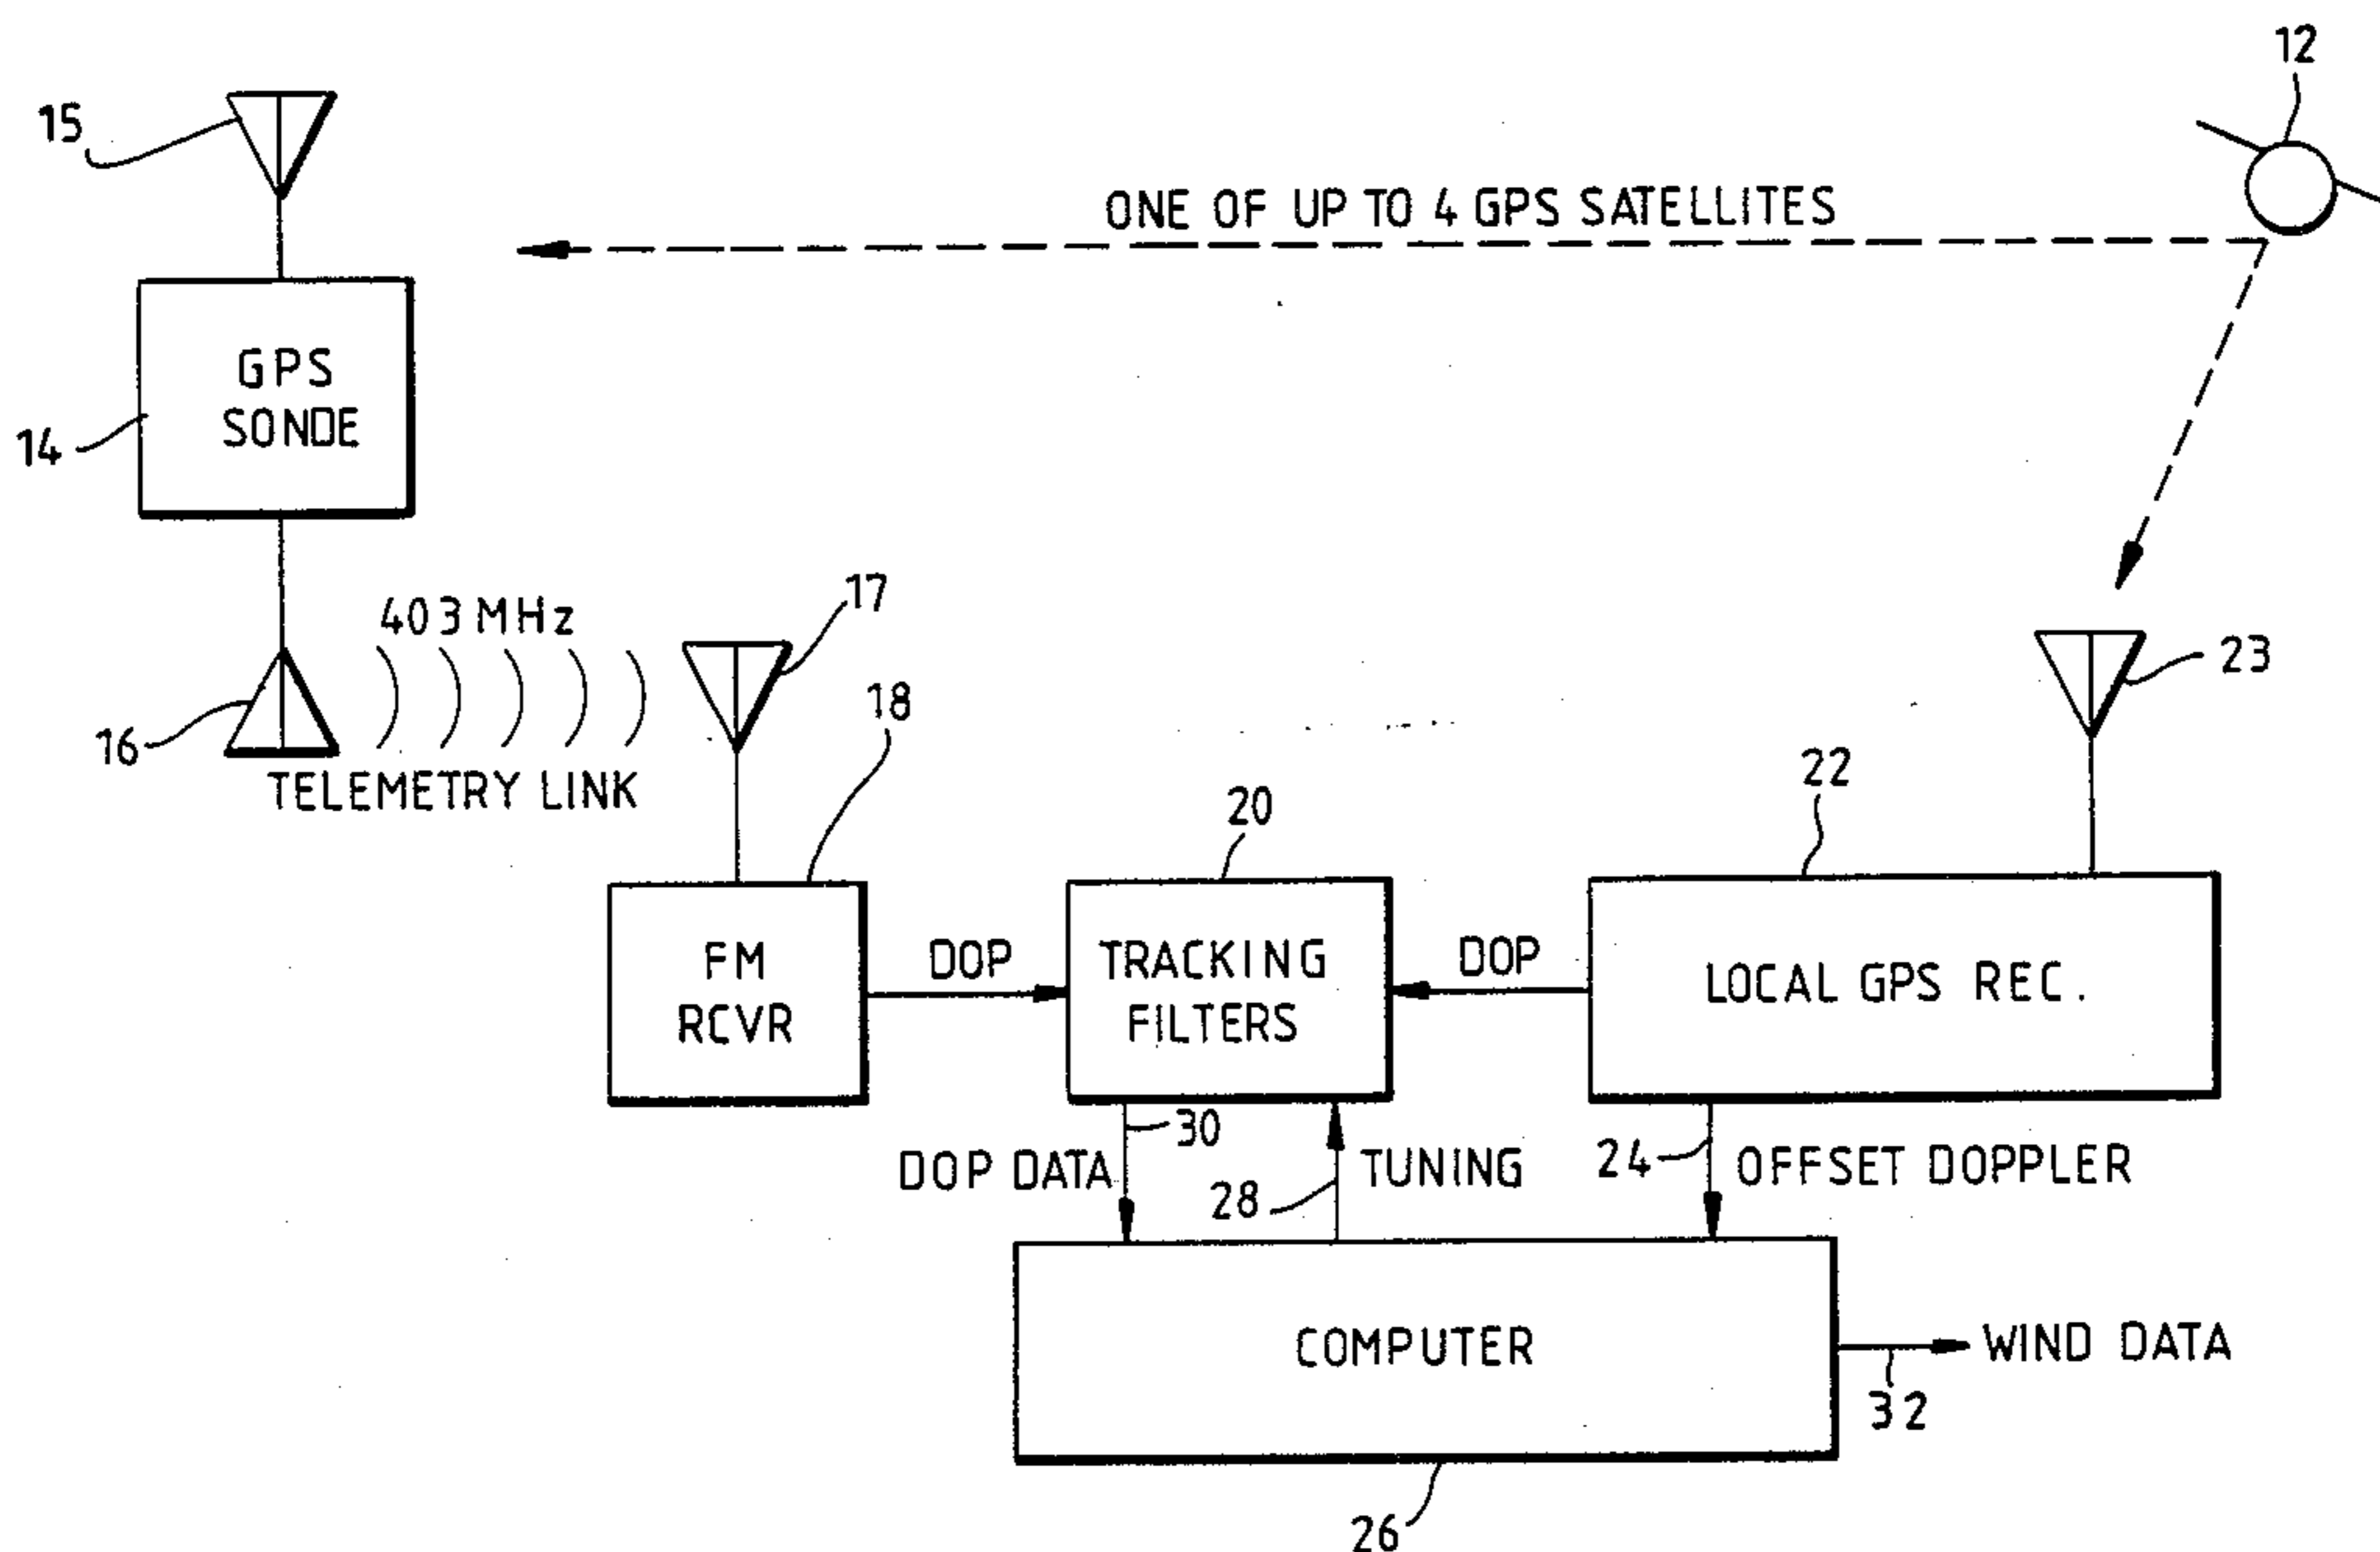 12
15
ONE OF UP TO 4 GPS SATELLITES
GPS
SONDE
14
403 MHz
17
23
18
16
TELEMETRY LINK
22
20
FM
RCVR
DOP
TRACKING
FILTERS
DOP
LOCAL GPS REC.
30
DOP DATA
28
TUNING
24
OFFSET DOPPLER
COMPUTER
WIND DATA
32
26